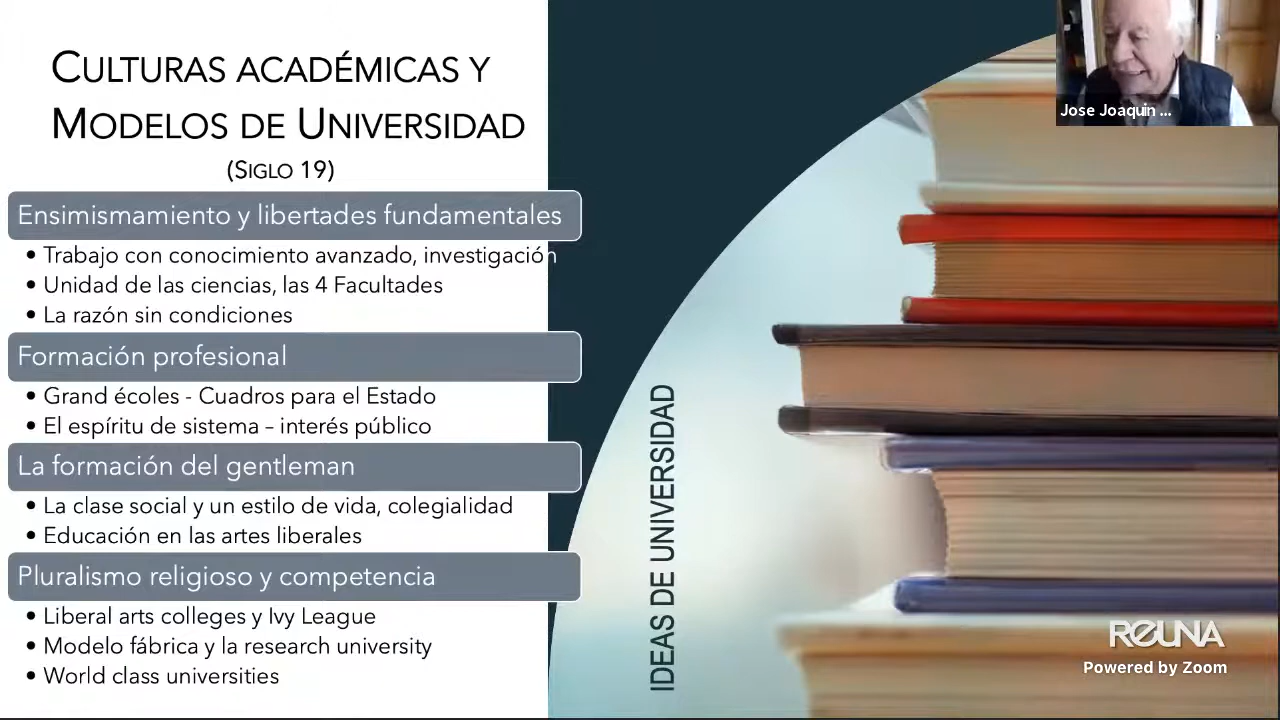 CULTURAS ACADÉMICAS Y
MODELOS DE UNIVERSIDAD
(SIGLO 19)
Ensimismamiento y libertades fundamentales
• Trabajo con conocimiento avanzado, investigación
• Unidad de las ciencias, las 4 Facultades
• La razón sin condiciones
Formación profesional
• Grand écoles - Cuadros para el Estado
• El espíritu de sistema – interés público
La formación del gentleman
• La clase social y un estilo de vida, colegialidad
• Educación en las artes liberales
Pluralismo religioso y competencia
• Liberal arts colleges y Ivy League
• Modelo fábrica y la research university
• World class universities
IDEAS DE UNIVERSIDAD
Jose Joaquin ...
REUNA
Powered by Zoom